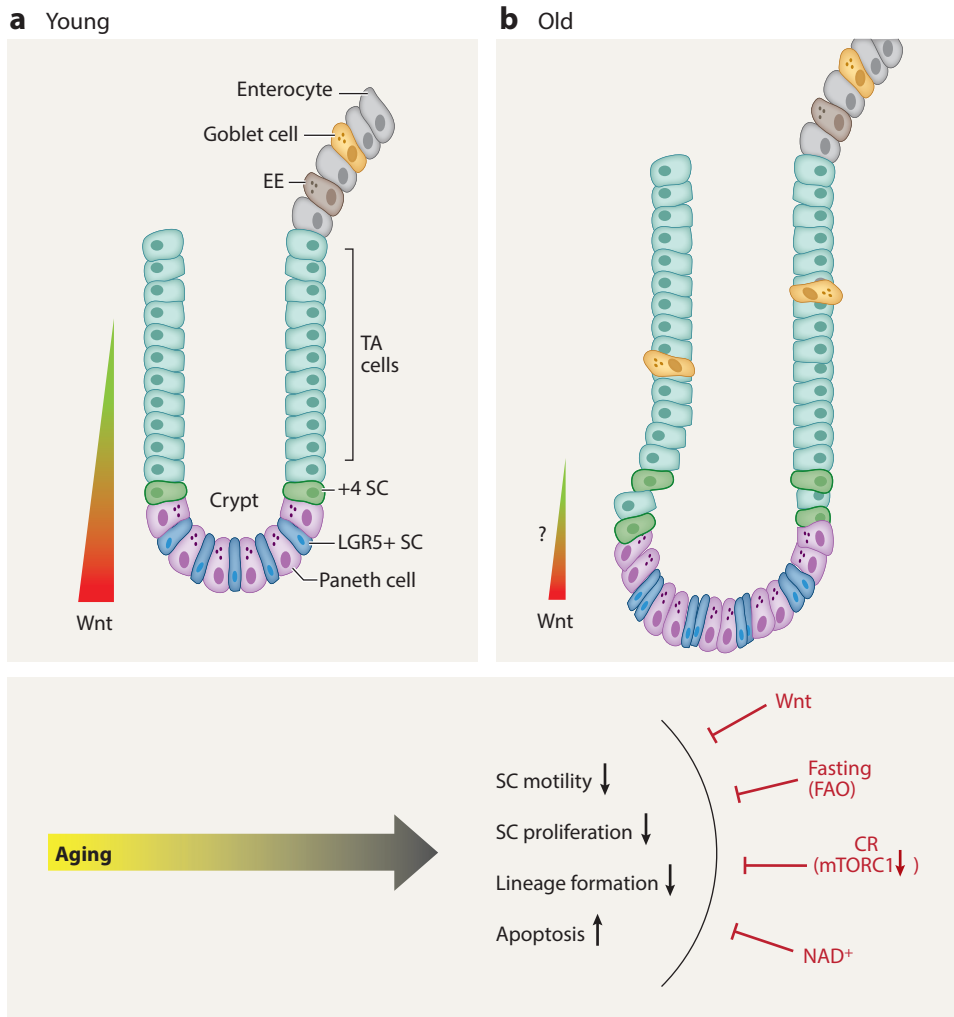 a Young
Enterocyte
Goblet cell
EE
TA
cells
+4 SC
Crypt
LGR5+ SC
Paneth cell
Wnt
b Old
?
Wnt
Aging
SC motility ↓
SC proliferation ↓
Lineage formation ↓
Apoptosis ↑
Wnt
Fasting
(FAO)
CR
(mTORC1↓)
NAD⁺